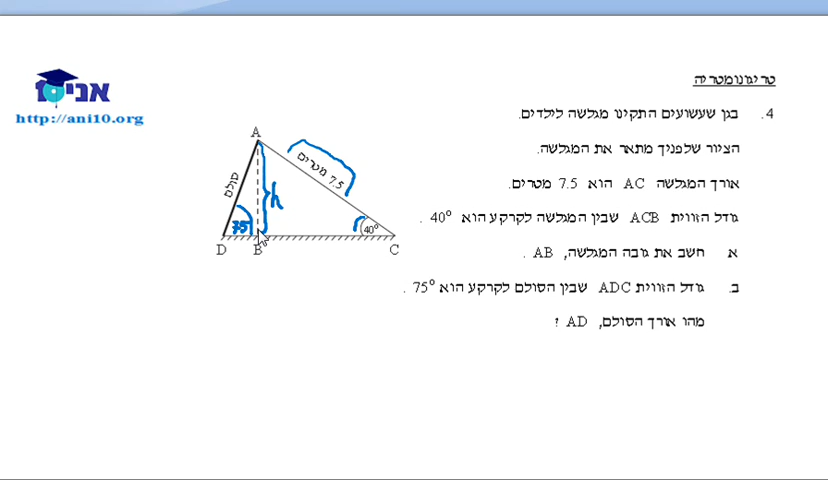 אני10
http://ani10.org
טריגונומטריה
4. בגן שעשועים התקינו מגלשה לילדים.
הציור שלפניך מתאר את המגלשה.
אורך המגלשה AC הוא 7.5 מטרים.
גודל הזווית ACB שבין המגלשה לקרקע הוא 40° .
א חשב את גובה המגלשה, AB .
ב. גודל הזווית ADC שבין הסולם לקרקע הוא 75° .
מהו אורך הסולם, AD ?
A
סולם
7.5 מטרים
h
75
40°
D
B
C